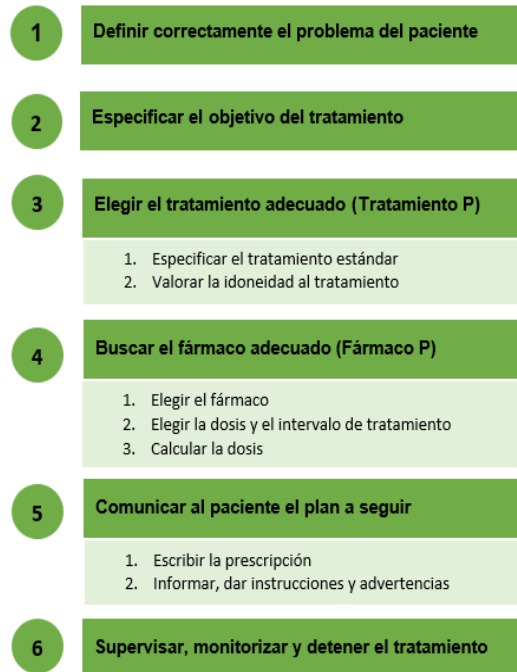 1 Definir correctamente el problema del paciente
2 Especificar el objetivo del tratamiento
3 Elegir el tratamiento adecuado (Tratamiento P)
1. Especificar el tratamiento estándar
2. Valorar la idoneidad al tratamiento
4 Buscar el fármaco adecuado (Fármaco P)
1. Elegir el fármaco
2. Elegir la dosis y el intervalo de tratamiento
3. Calcular la dosis
5 Comunicar al paciente el plan a seguir
1. Escribir la prescripción
2. Informar, dar instrucciones y advertencias
6 Supervisar, monitorizar y detener el tratamiento